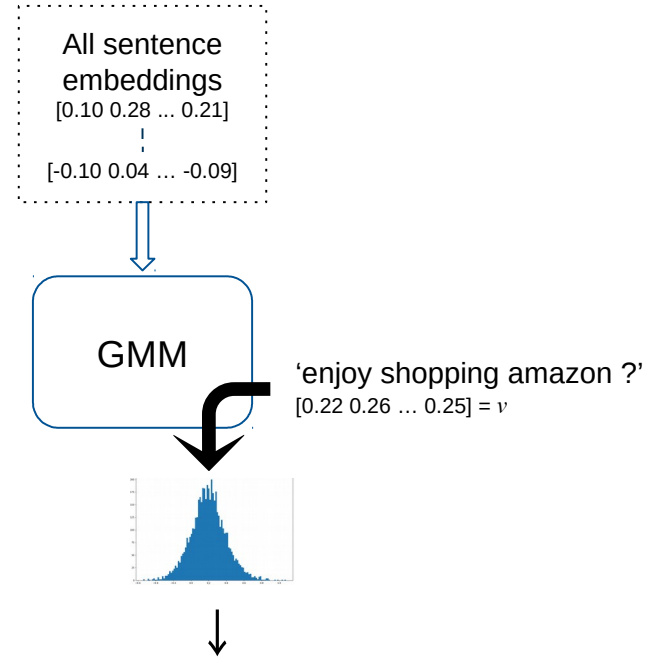 All sentence
embeddings
[0.10 0.28 ... 0.21]
[-0.10 0.04 … -0.09]
GMM
‘enjoy shopping amazon ?’
[0.22 0.26 … 0.25] = v